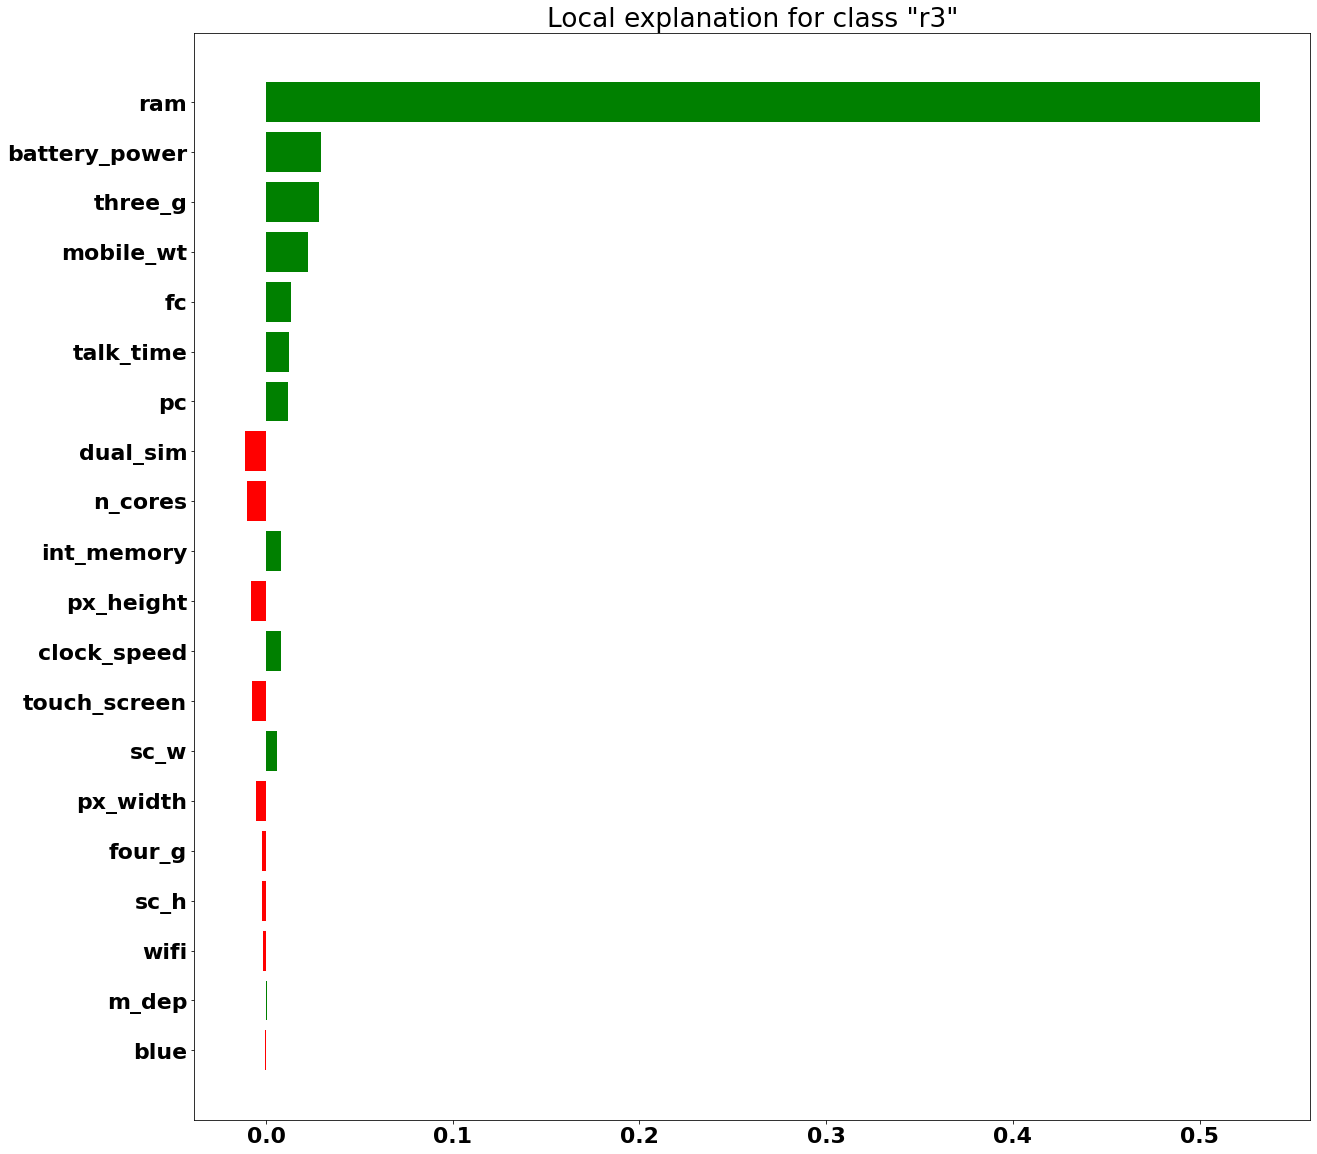 Local explanation for class "r3"
ram
battery_power
three_g
mobile_wt
fc
talk_time
pc
dual_sim
n_cores
int_memory
px_height
clock_speed
touch_screen
sc_w
px_width
four_g
sc_h
wifi
m_dep
blue
0.0 0.1 0.2 0.3 0.4 0.5